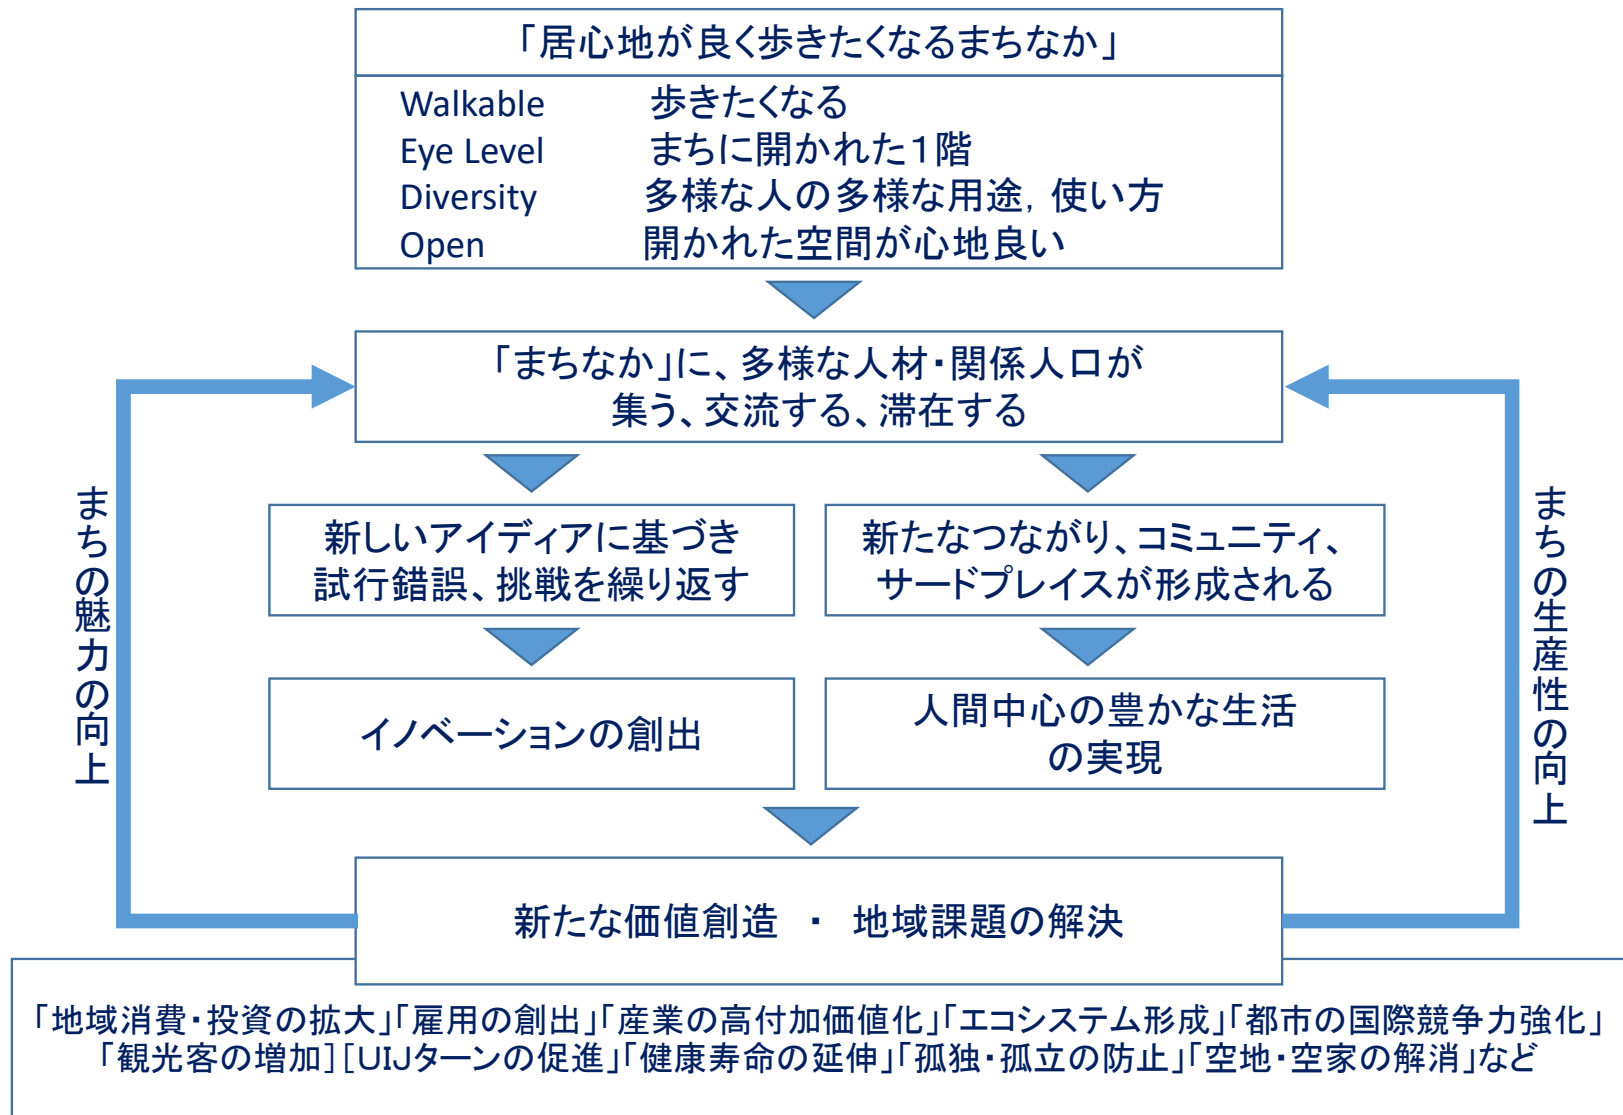 「居心地が良く歩きたくなるまちなか」
Walkable 歩きたくなる
Eye Level まちに開かれた１階
Diversity 多様な人の多様な用途，使い方
Open 開かれた空間が心地良い
「まちなか」に、多様な人材・関係人口が
集う、交流する、滞在する
まちの魅力の向上
新しいアイディアに基づき
試行錯誤、挑戦を繰り返す
新たなつながり、コミュニティ、
サードプレイスが形成される
まちの生産性の向上
イノベーションの創出
人間中心の豊かな生活
の実現
新たな価値創造 ・ 地域課題の解決
「地域消費・投資の拡大」「雇用の創出」「産業の高付加価値化」「エコシステム形成」「都市の国際競争力強化」
「観光客の増加］［UIJターンの促進」「健康寿命の延伸」「孤独・孤立の防止」「空地・空家の解消」など